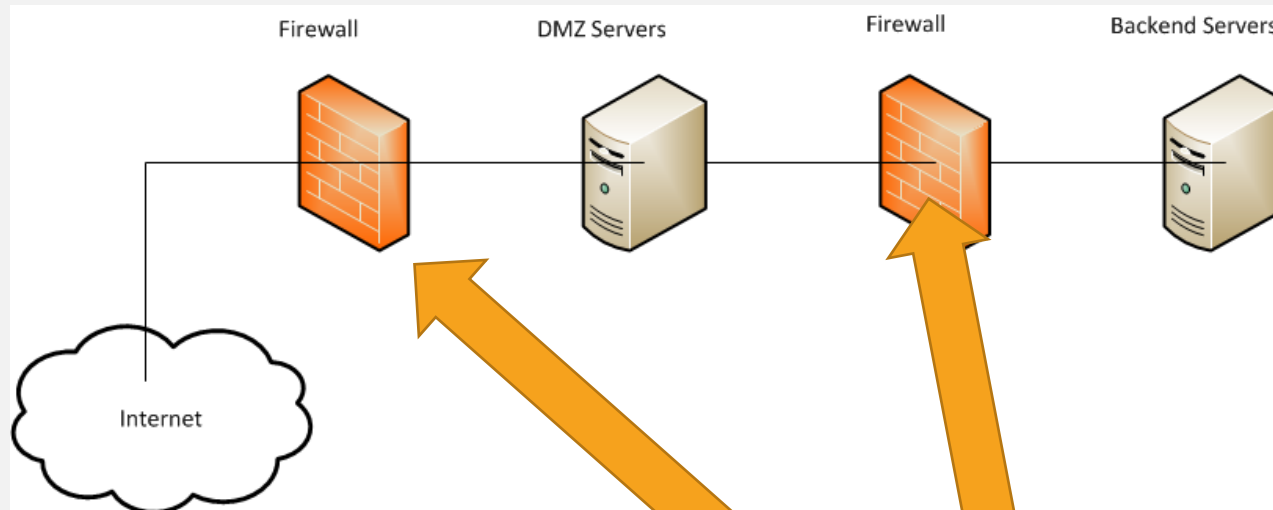 Firewall
DMZ Servers
Firewall
Backend Servers
Internet